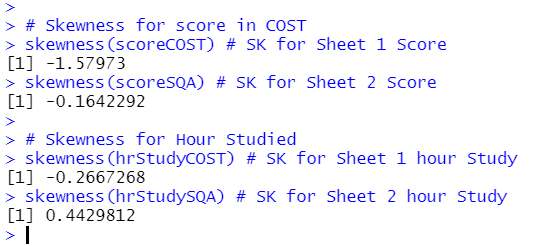 >
> # Skewness for score in COST
> skewness(scoreCOST) # SK for Sheet 1 Score
[1] -1.57973
> skewness(scoreSQA) # SK for Sheet 2 Score
[1] -0.1642292
>
> # Skewness for Hour Studied
> skewness(hrStudyCOST) # SK for Sheet 1 hour Study
[1] -0.2667268
> skewness(hrStudySQA) # SK for Sheet 2 hour Study
[1] 0.4429812
>